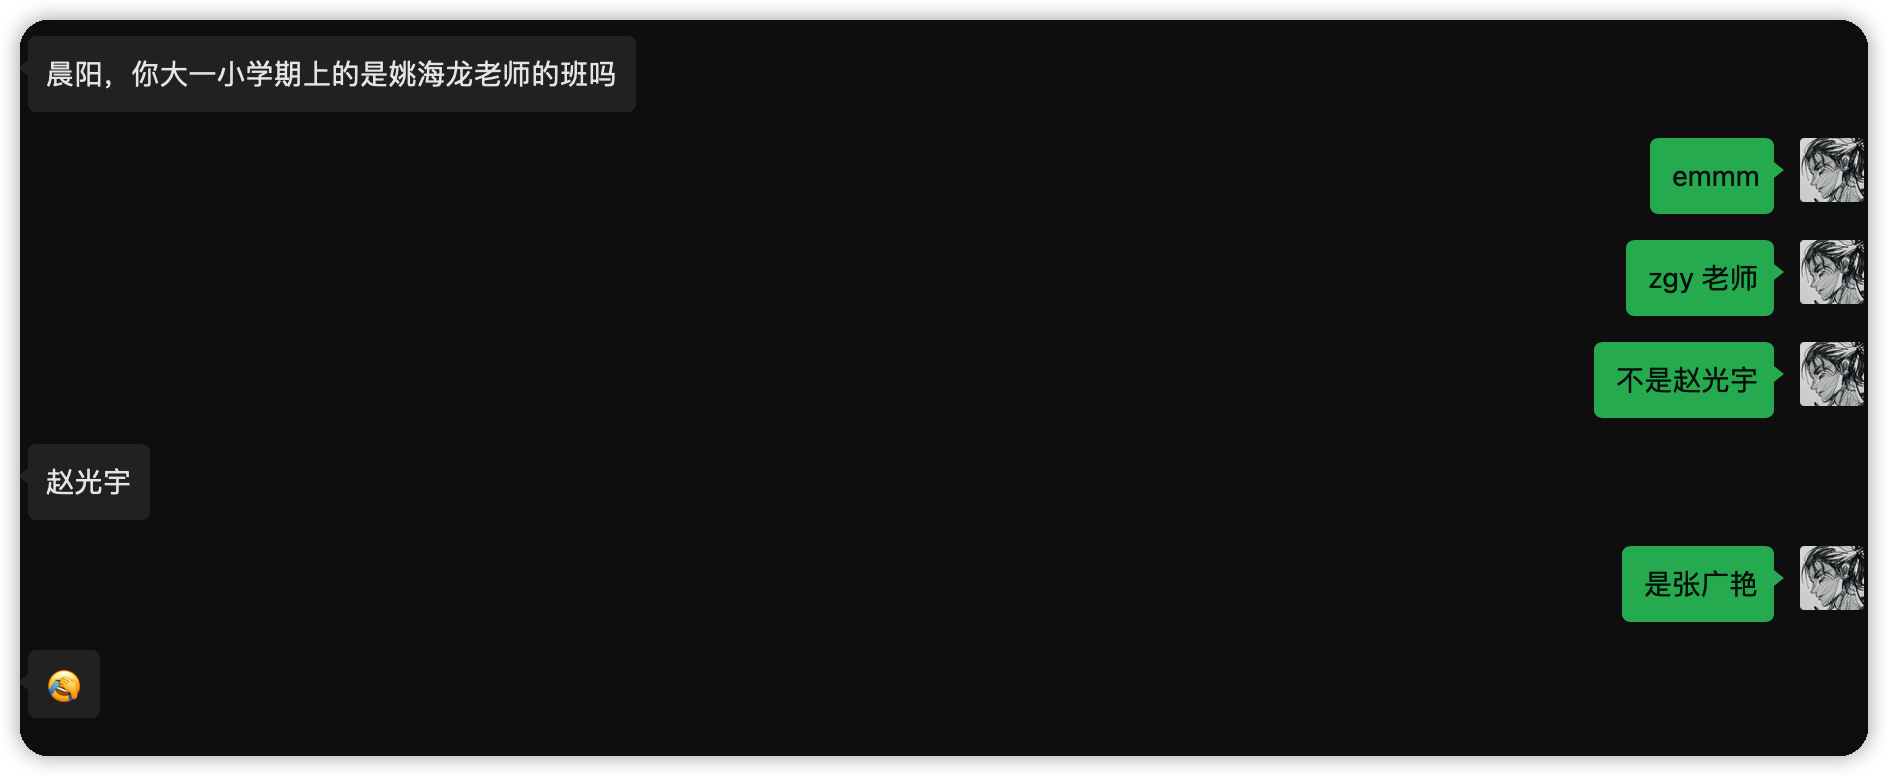 晨阳，你大一小学期上的是姚海龙老师的班吗
emmm
zgy 老师
不是赵光宇
赵光宇
是张广艳